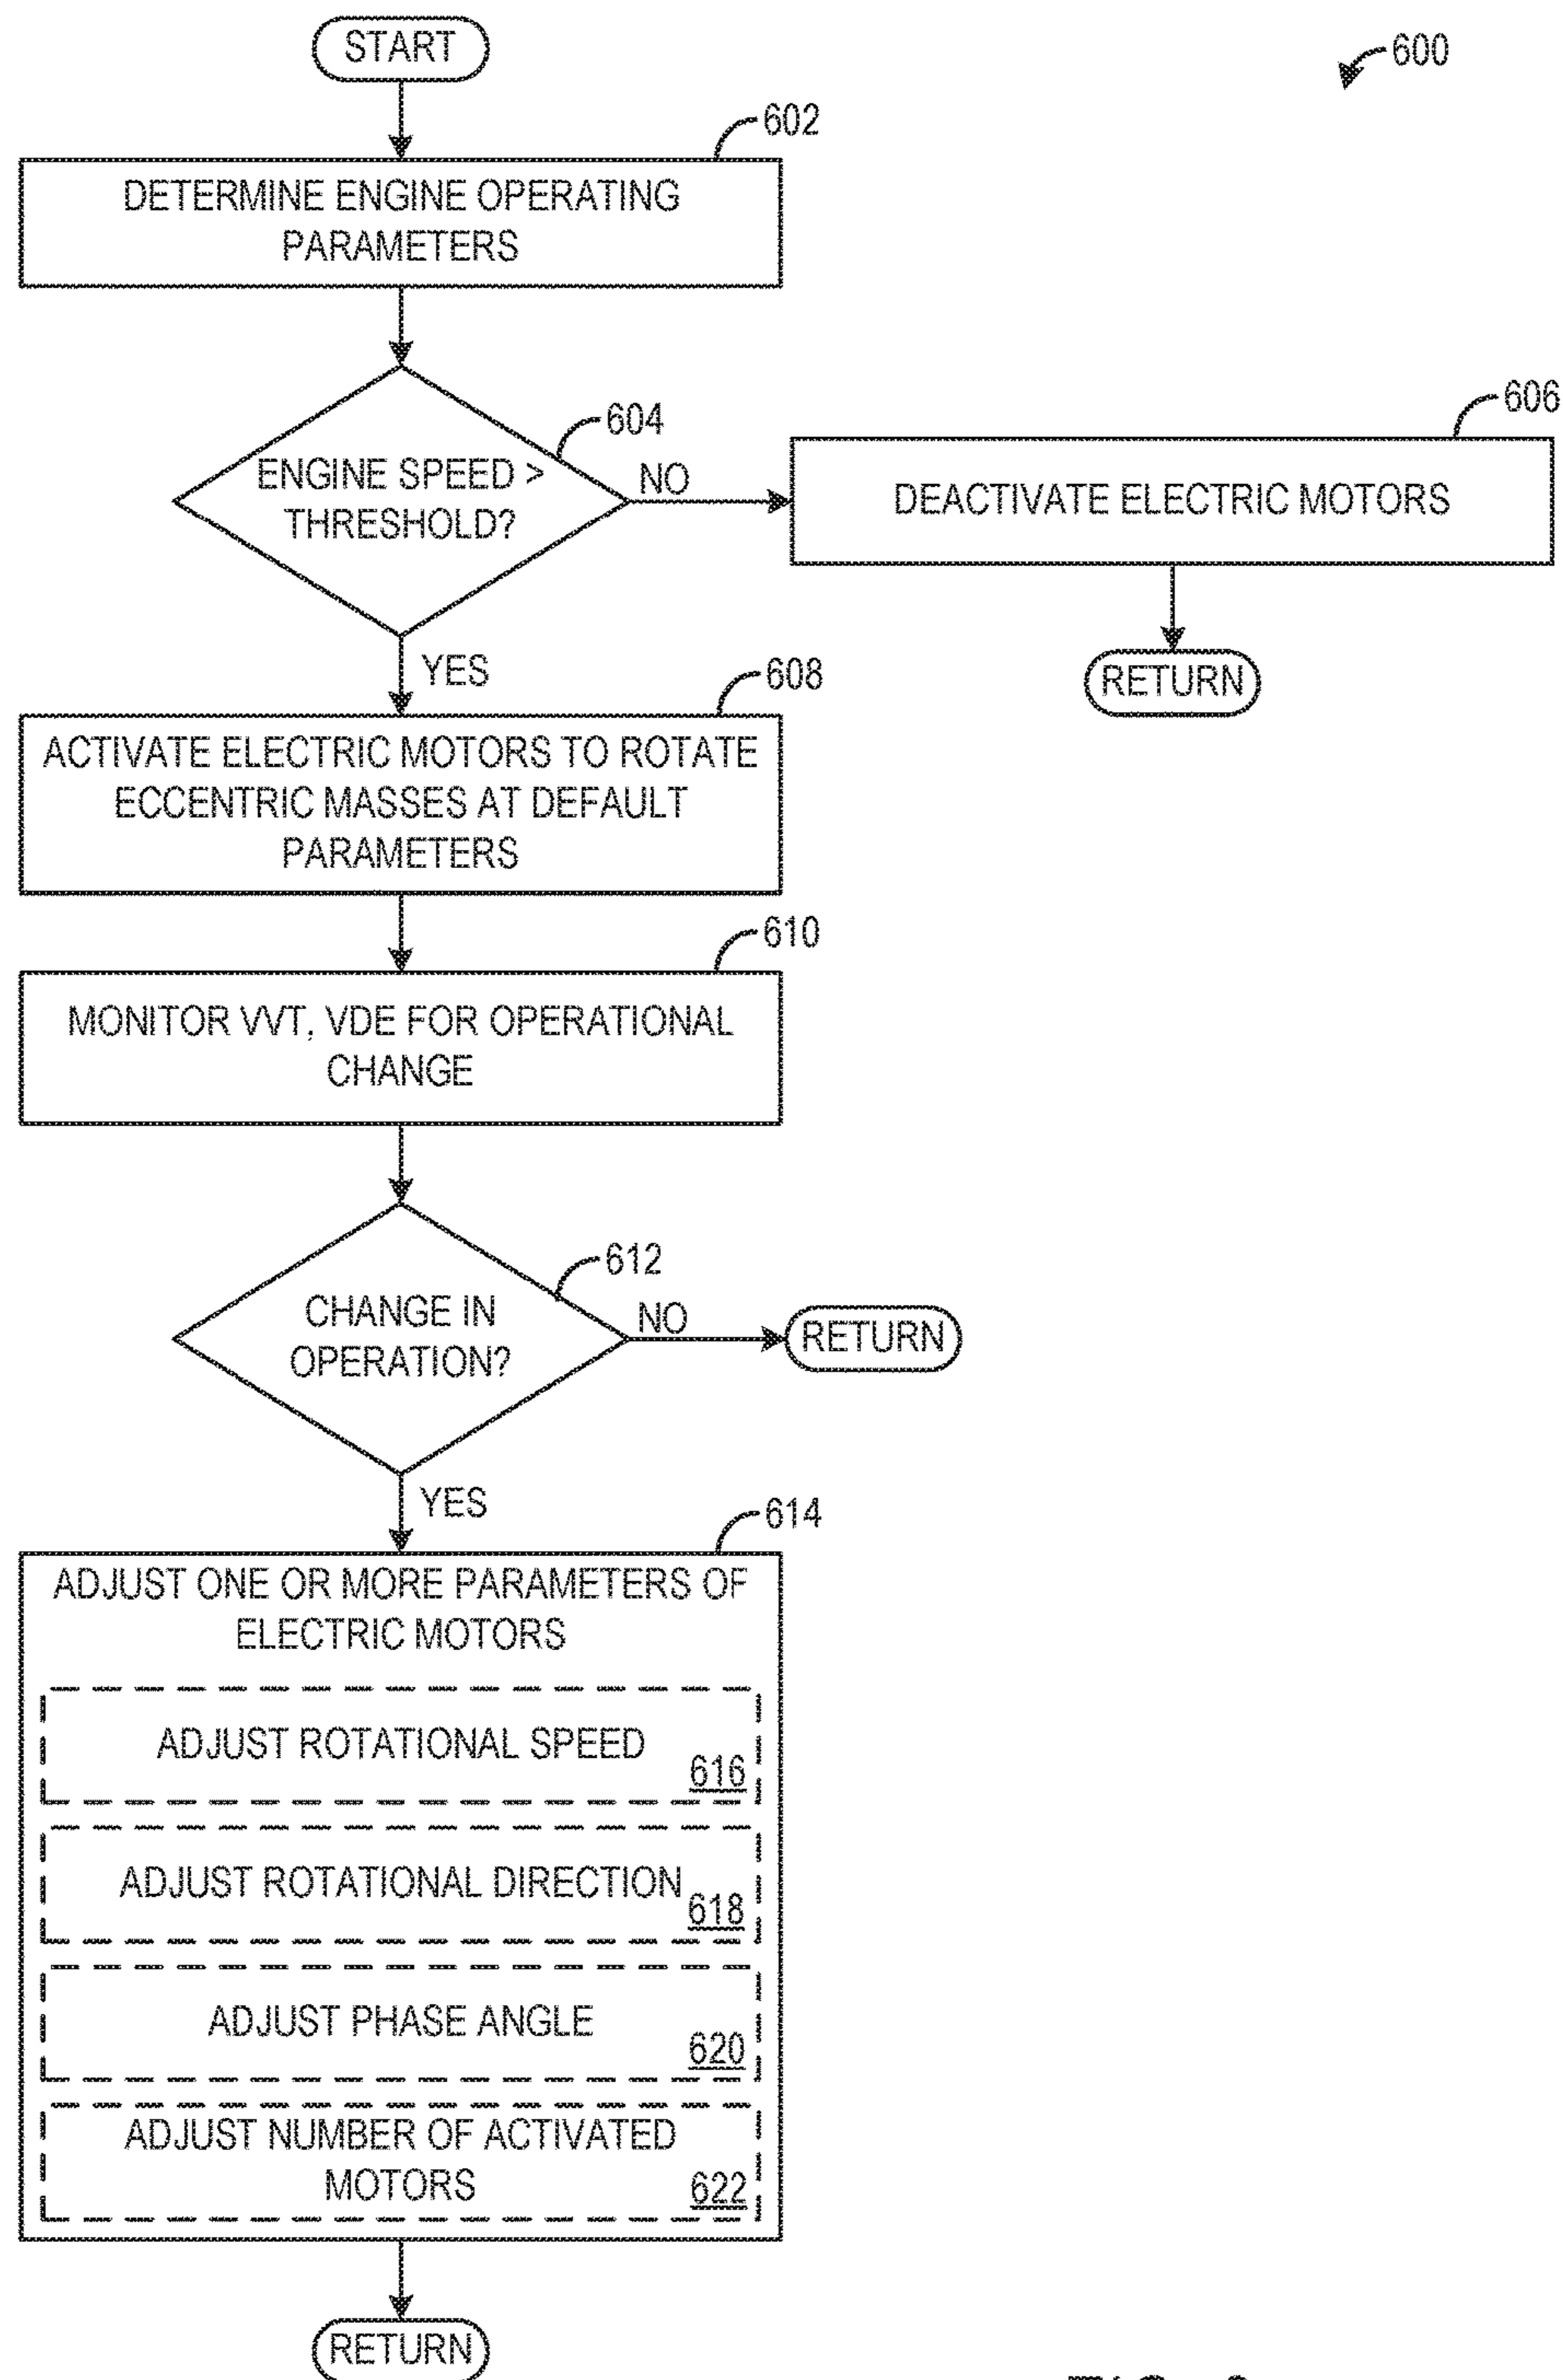 START
600
602
DETERMINE ENGINE OPERATING
PARAMETERS
604
ENGINE SPEED >
THRESHOLD?
NO
606
DEACTIVATE ELECTRIC MOTORS
RETURN
YES
608
ACTIVATE ELECTRIC MOTORS TO ROTATE
ECCENTRIC MASSES AT DEFAULT
PARAMETERS
610
MONITOR VVT, VDE FOR OPERATIONAL
CHANGE
612
CHANGE IN
OPERATION?
NO
RETURN
YES
614
ADJUST ONE OR MORE PARAMETERS OF
ELECTRIC MOTORS
ADJUST ROTATIONAL SPEED
616
ADJUST ROTATIONAL DIRECTION
618
ADJUST PHASE ANGLE
620
ADJUST NUMBER OF ACTIVATED
MOTORS
622
RETURN